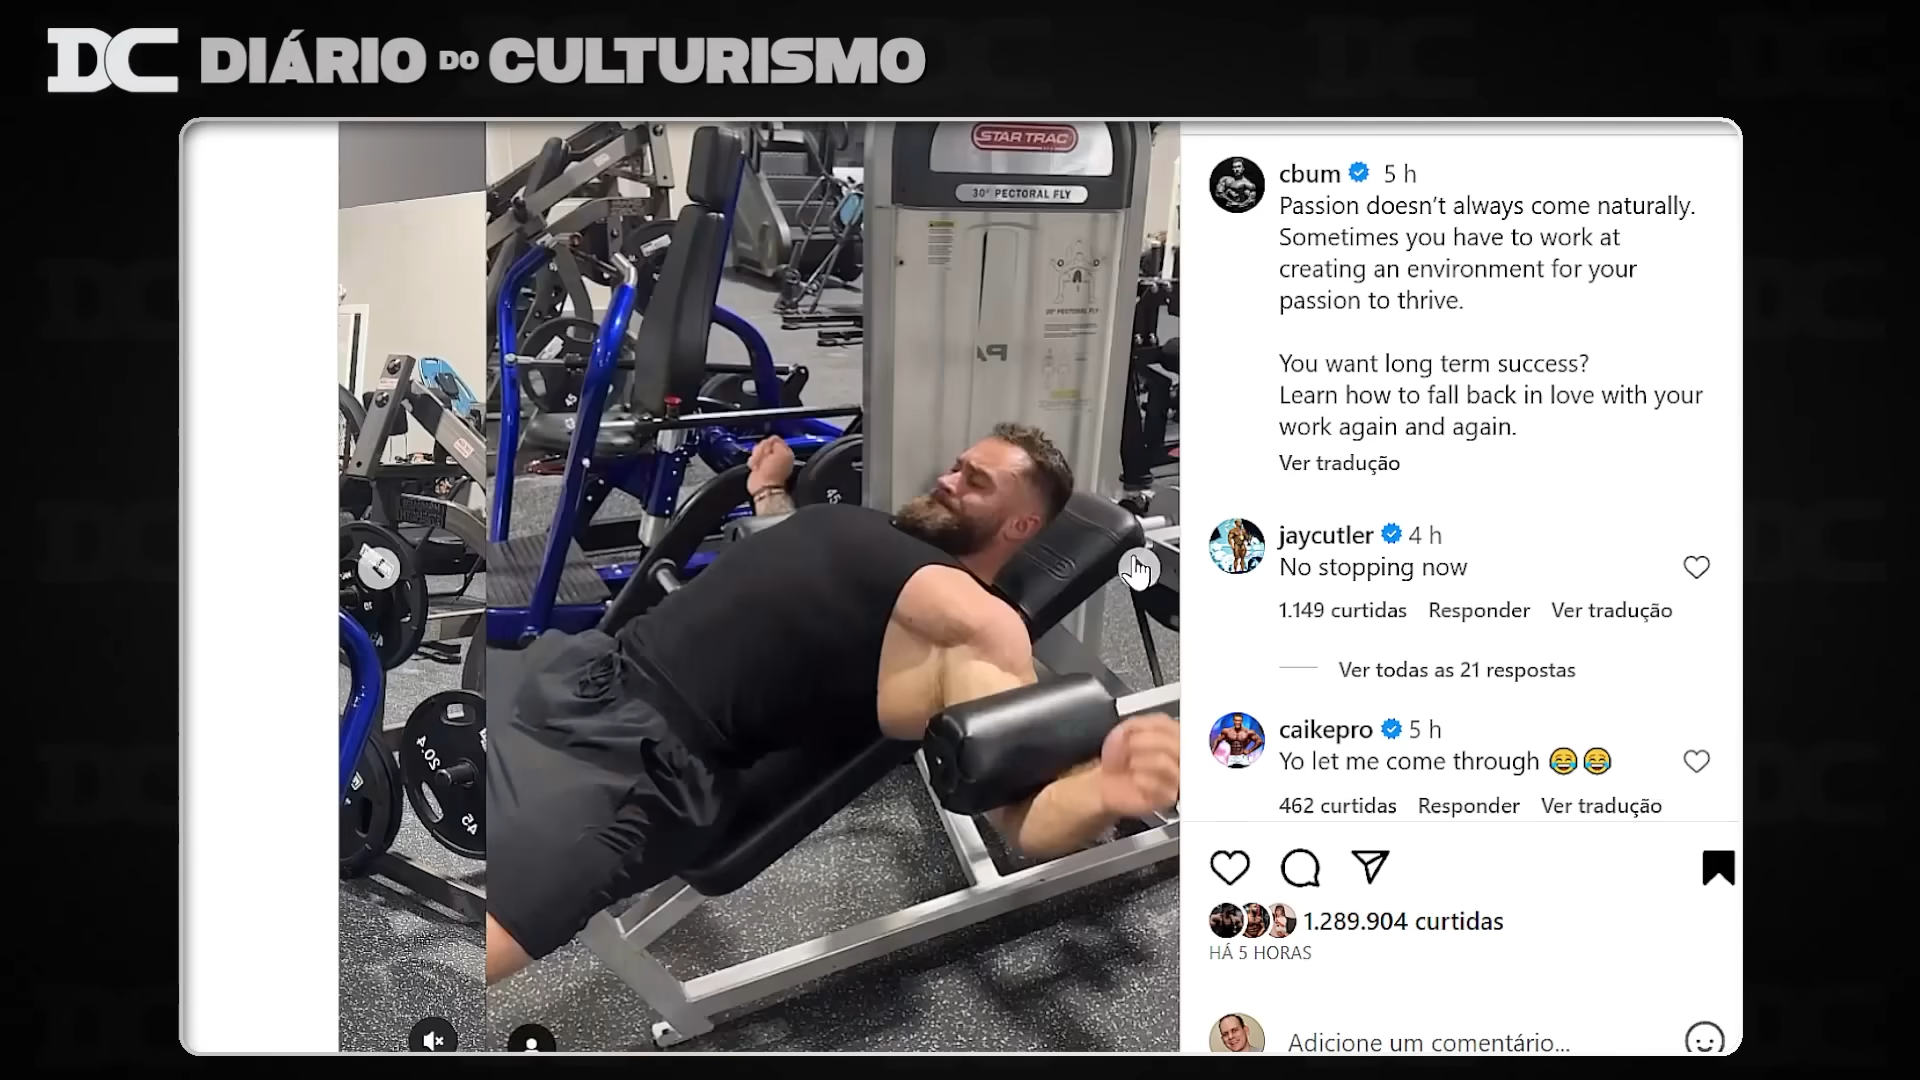 DC DIÁRIO DO CULTURISMO
STAR TRAC
30° PECTORAL FLY
45
20.4
45
cbum 5 h
Passion doesn't always come naturally.
Sometimes you have to work at
creating an environment for your
passion to thrive.
You want long term success?
Learn how to fall back in love with your
work again and again.
Ver tradução
jaycutler 4 h
No stopping now
1.149 curtidas Responder Ver tradução
Ver todas as 21 respostas
caikepro 5 h
Yo let me come through 😂😂
462 curtidas Responder Ver tradução
1.289.904 curtidas
HÁ 5 HORAS
Adicione um comentário...